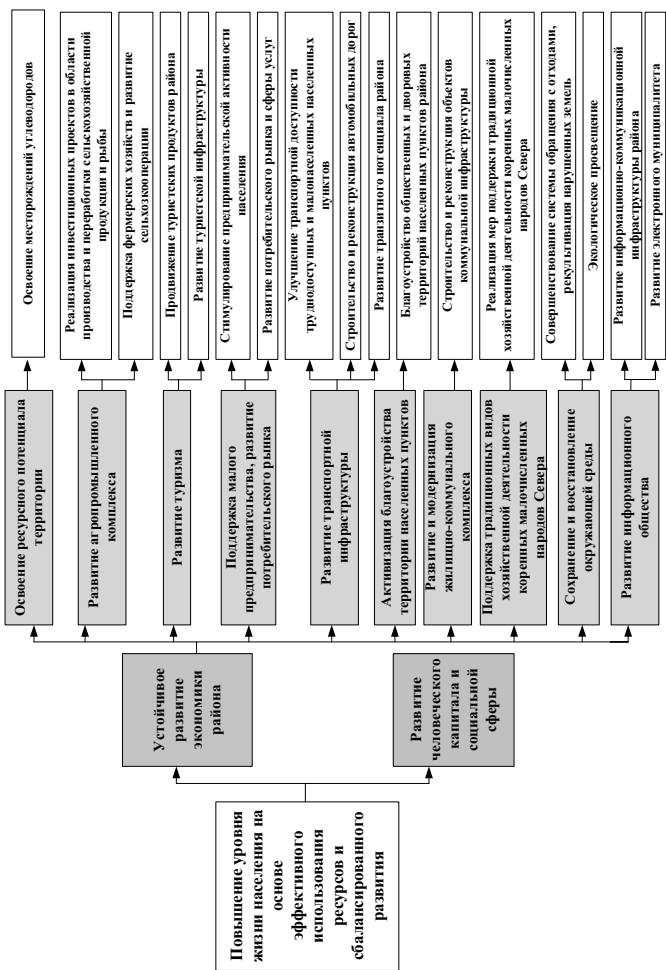 Повышение уровня
жизни населения на
основе
эффективного
использования
ресурсов и
сбалансированного
развития
Устойчивое
развитие
экономики
района
Развитие
человеческого
капитала и
социальной
сферы
Освоение ресурсного потенциала
территории
Развитие агропромышленного
комплекса
Развитие туризма
Поддержка малого
предпринимательства, развитие
потребительского рынка
Развитие транспортной
инфраструктуры
Активизация благоустройства
территории населенных пунктов
Развитие и модернизация
жилищно-коммунального
комплекса
Поддержка традиционных видов
хозяйственной деятельности
коренных малочисленных
народов Севера
Сохранение и восстановление
окружающей среды
Развитие информационного
общества
Освоение месторождений углеводородов
Реализация инвестиционных проектов в области
производства и переработки сельскохозяйственной
продукции и рыбы
Поддержка фермерских хозяйств и развитие
сельхозкооперации
Продвижение туристских продуктов района
Развитие туристской инфраструктуры
Стимулирование предпринимательской активности
населения
Развитие потребительского рынка и сферы услуг
Улучшение транспортной доступности
труднодоступных и малонаселенных населенных
пунктов
Строительство и реконструкция автомобильных дорог
Развитие транзитного потенциала района
Благоустройство общественных и дворовых
территорий населенных пунктов района
Строительство и реконструкция объектов
коммунальной инфраструктуры
Реализация мер поддержки традиционной
хозяйственной деятельности коренных малочисленных
народов Севера
Совершенствование системы обращения с отходами,
рекультивация нарушенных земель
Экологическое просвещение
Развитие информационно-коммуникационной
инфраструктуры района
Развитие электронного муниципалитета